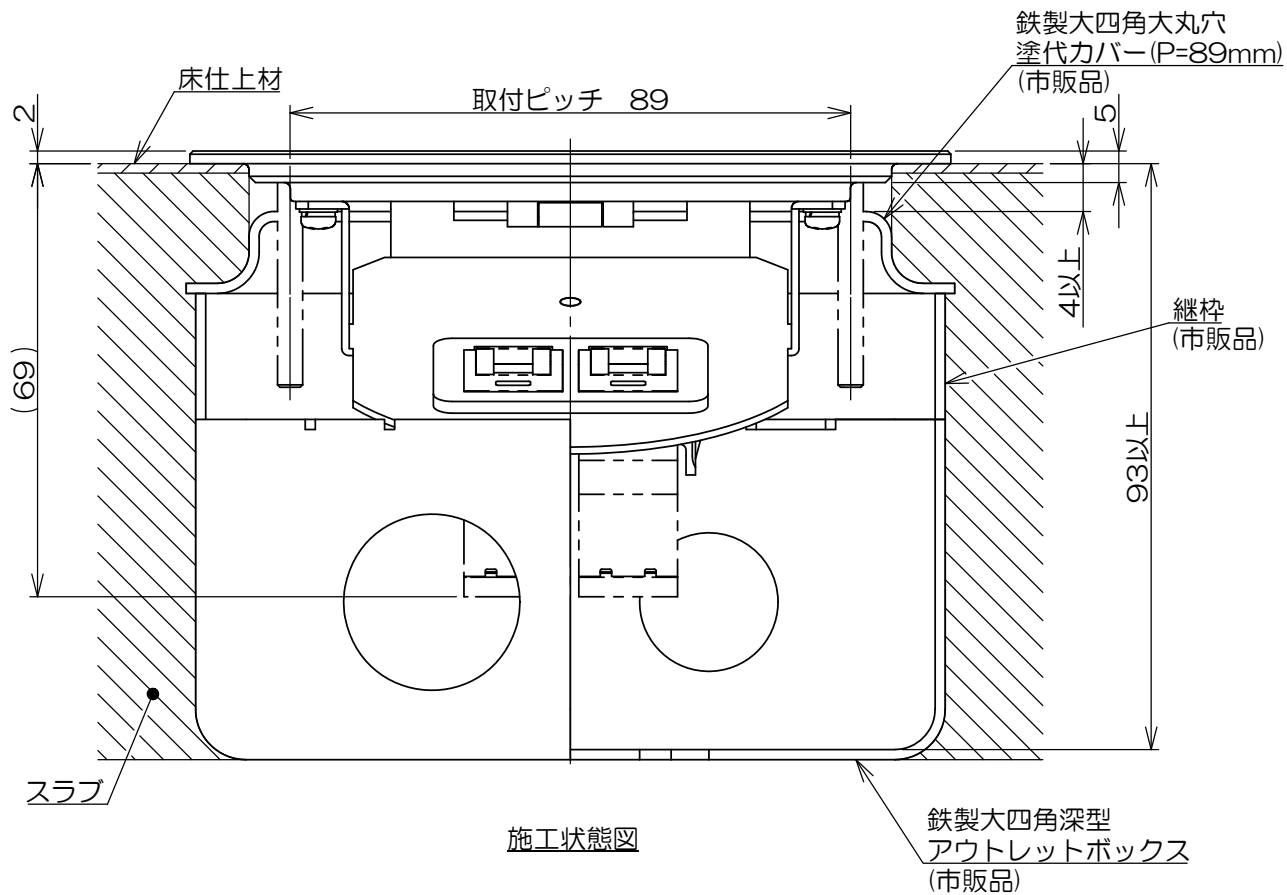 鉄製大四角大丸穴
塗代カバー(P=89mm)
(市販品)
床仕上材
取付ピッチ 89
2
5
4以上
継枠
(市販品)
(69)
93以上
スラブ
施工状態図
鉄製大四角深型
アウトレットボックス
(市販品)